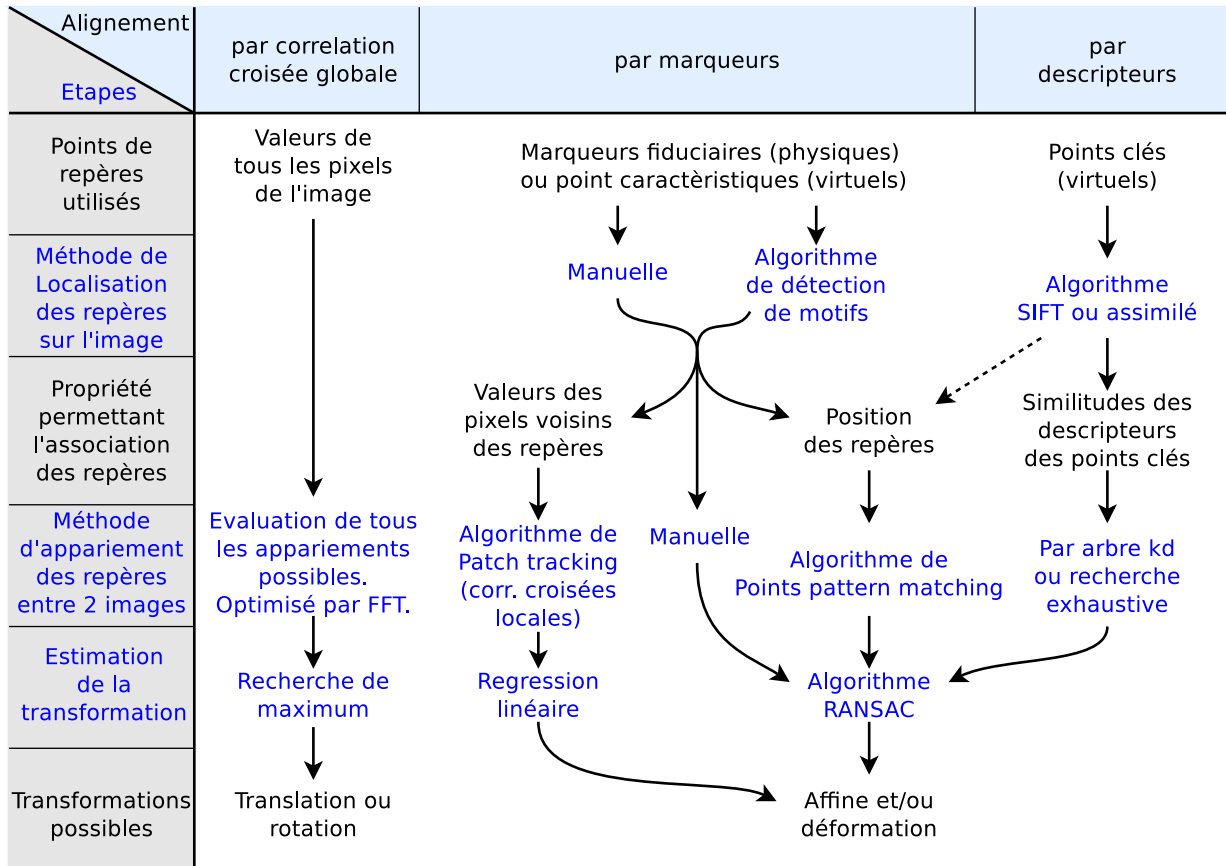 Alignement
Etapes
par correlation
croisée globale
par marqueurs
par
descripteurs
Points de
repères
utilisés
Valeurs de
tous les pixels
de l'image
Marqueurs fiduciaires (physiques)
ou point caractèristiques (virtuels)
Points clés
(virtuels)
Méthode de
Localisation
des repères
sur l'image
Manuelle
Algorithme
de détection
de motifs
Algorithme
SIFT ou assimilé
Propriété
permettant
l'association
des repères
Valeurs des
pixels voisins
des repères
Position
des repères
Similitudes des
descripteurs
des points clés
Méthode
d'appariement
des repères
entre 2 images
Evaluation de tous
les appariements
possibles.
Optimisé par FFT.
Algorithme de
Patch tracking
(corr. croisées
locales)
Manuelle
Algorithme de
Points pattern matching
Par arbre kd
ou recherche
exhaustive
Estimation
de la
transformation
Recherche de
maximum
Regression
linéaire
Algorithme
RANSAC
Transformations
possibles
Translation ou
rotation
Affine et/ou
déformation